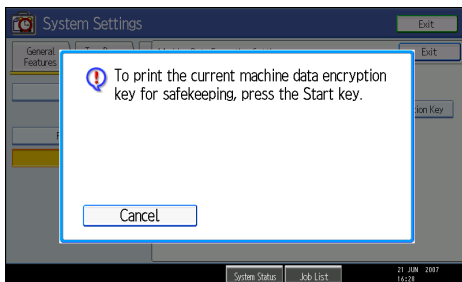 System Settings
Exit
General
Features
Exit
To print the current machine data encryption
key for safekeeping, press the Start key.
Key
Cancel
System Status
Job List
21 JUN 2007
16:28